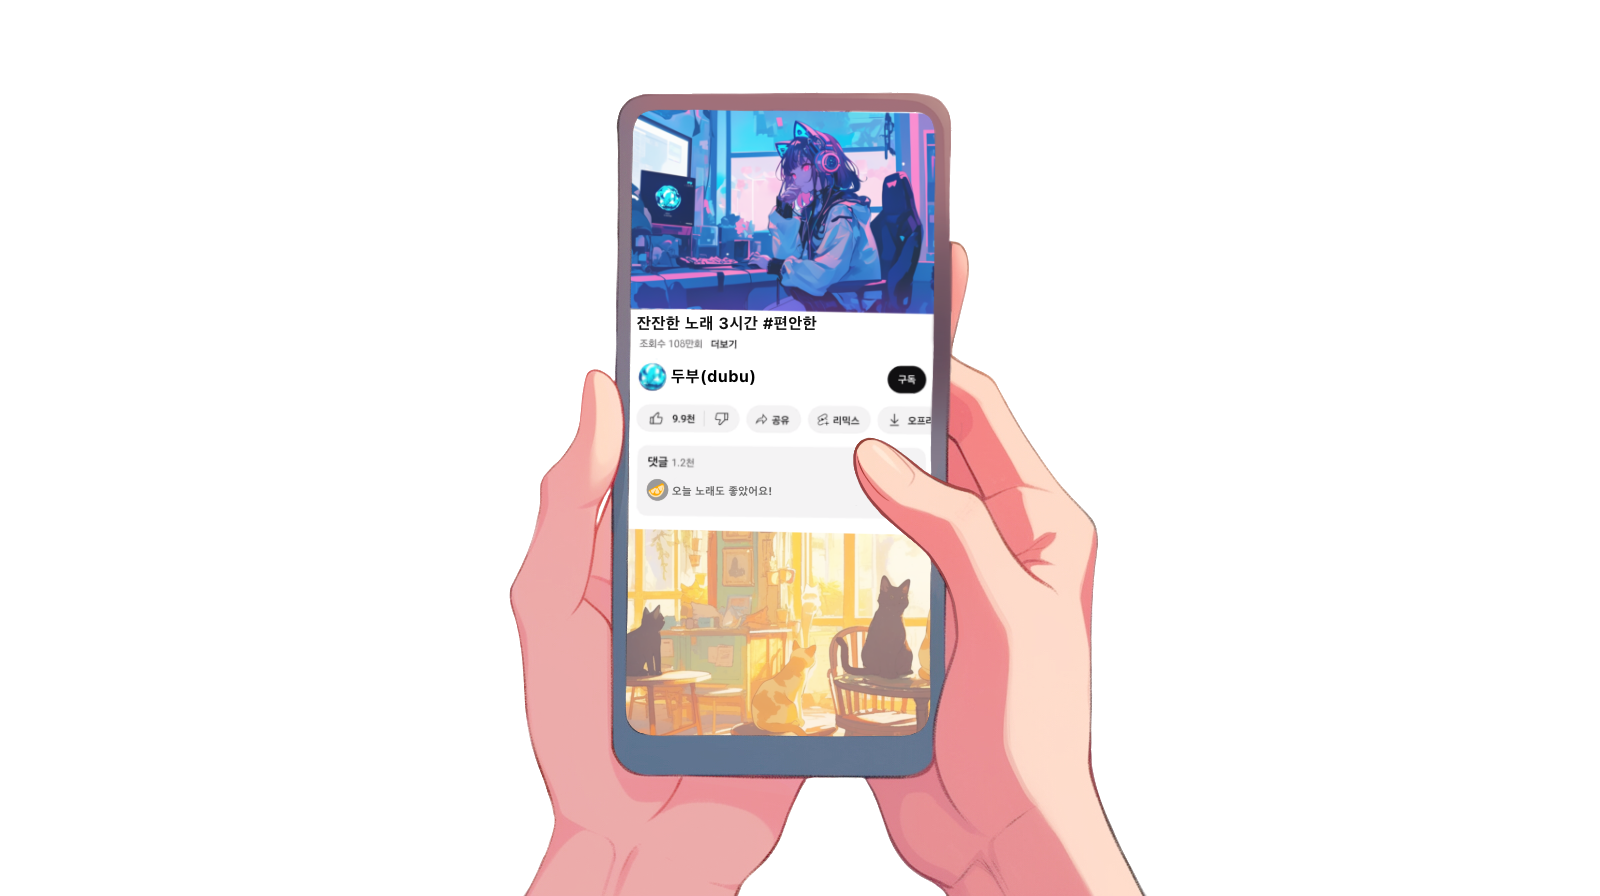 잔잔한 노래 3시간 #편안한
조회수 108만회 더보기
두부(dubu)
구독
9.9천 공유 리믹스 오프라
댓글 1.2천
오늘 노래도 좋았어요!